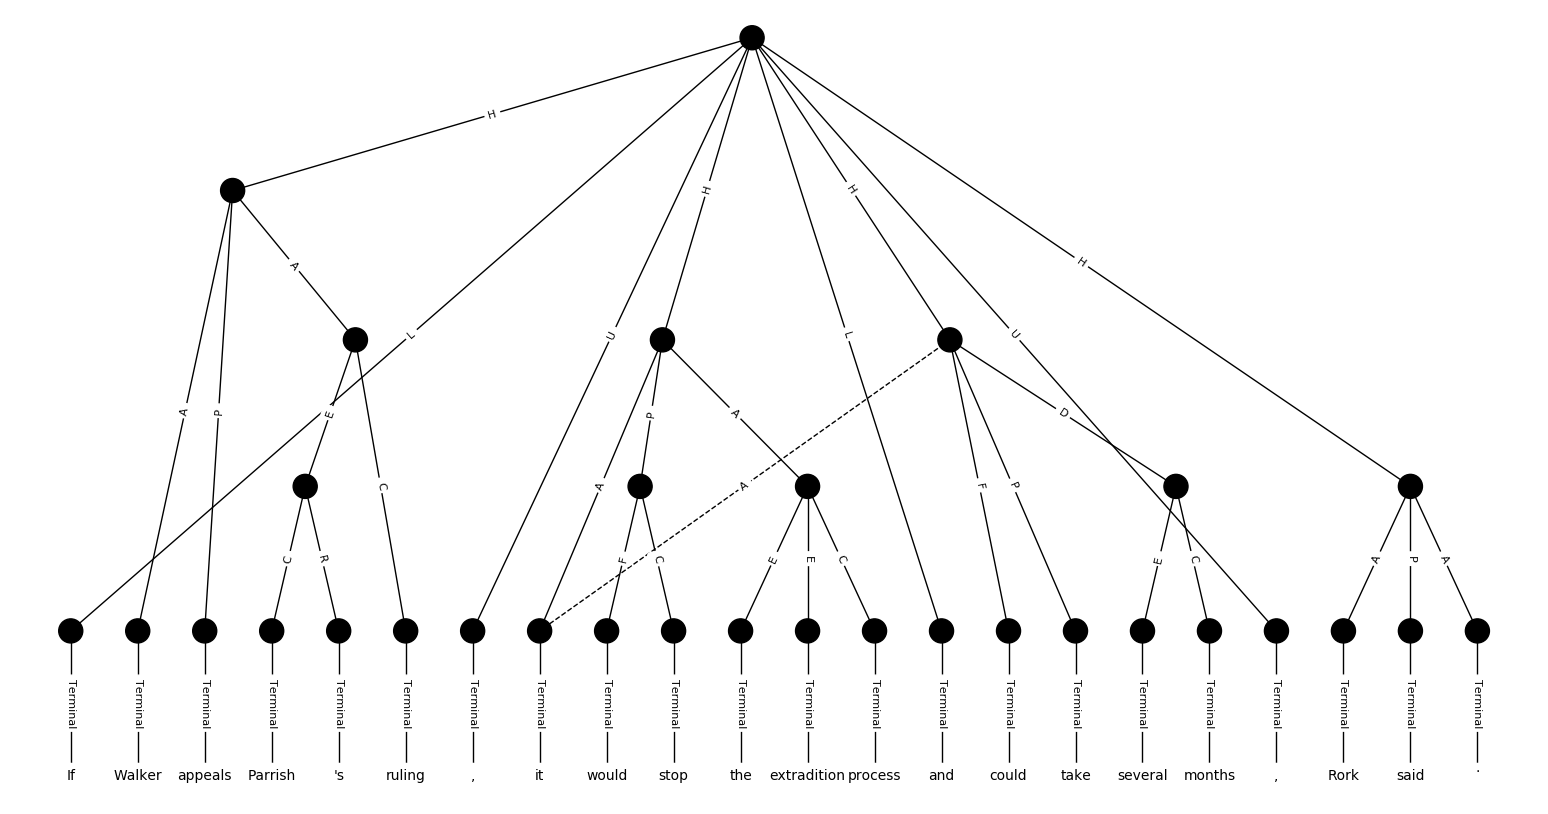 H
H
H
H
A
L
U
L
U
A
P
E
P
A
D
C
A
A
F
P
C
R
F
C
E
E
C
E
C
A
P
A
Terminal Terminal Terminal Terminal Terminal Terminal Terminal Terminal Terminal Terminal Terminal Terminal Terminal Terminal Terminal Terminal Terminal Terminal Terminal Terminal Terminal Terminal
If Walker appeals Parrish 's ruling , it would stop the extradition process and could take several months , Rork said .